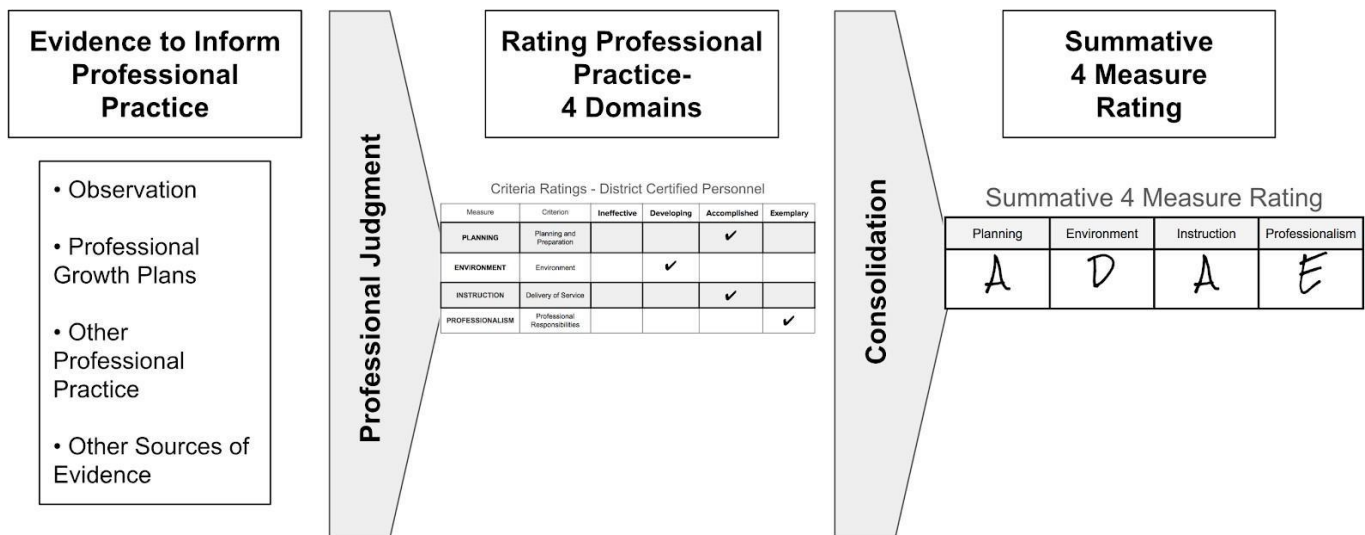 Evidence to Inform
Professional
Practice
• Observation
• Professional
Growth Plans
• Other
Professional
Practice
• Other Sources of
Evidence
Professional Judgment
Rating Professional
Practice-
4 Domains
Criteria Ratings - District Certified Personnel
Measure Criterion Ineffective Developing Accomplished Exemplary
PLANNING Planning and
Preparation ✔
ENVIRONMENT Environment ✔
INSTRUCTION Delivery of Service ✔
PROFESSIONALISM Professional
Responsibilities ✔
Consolidation
Summative
4 Measure
Rating
Summative 4 Measure Rating
Planning Environment Instruction Professionalism
A D A E